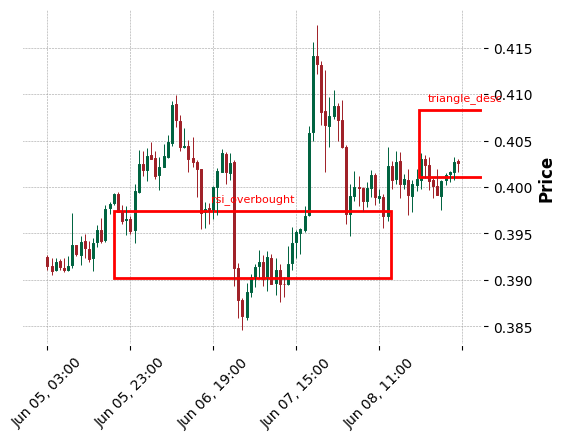 0.415
triangle_desc
0.410
0.405
0.400
rsi_overbought
0.395
0.390
0.385
Price
Jun 05, 03:00
Jun 05, 23:00
Jun 06, 19:00
Jun 07, 15:00
Jun 08, 11:00